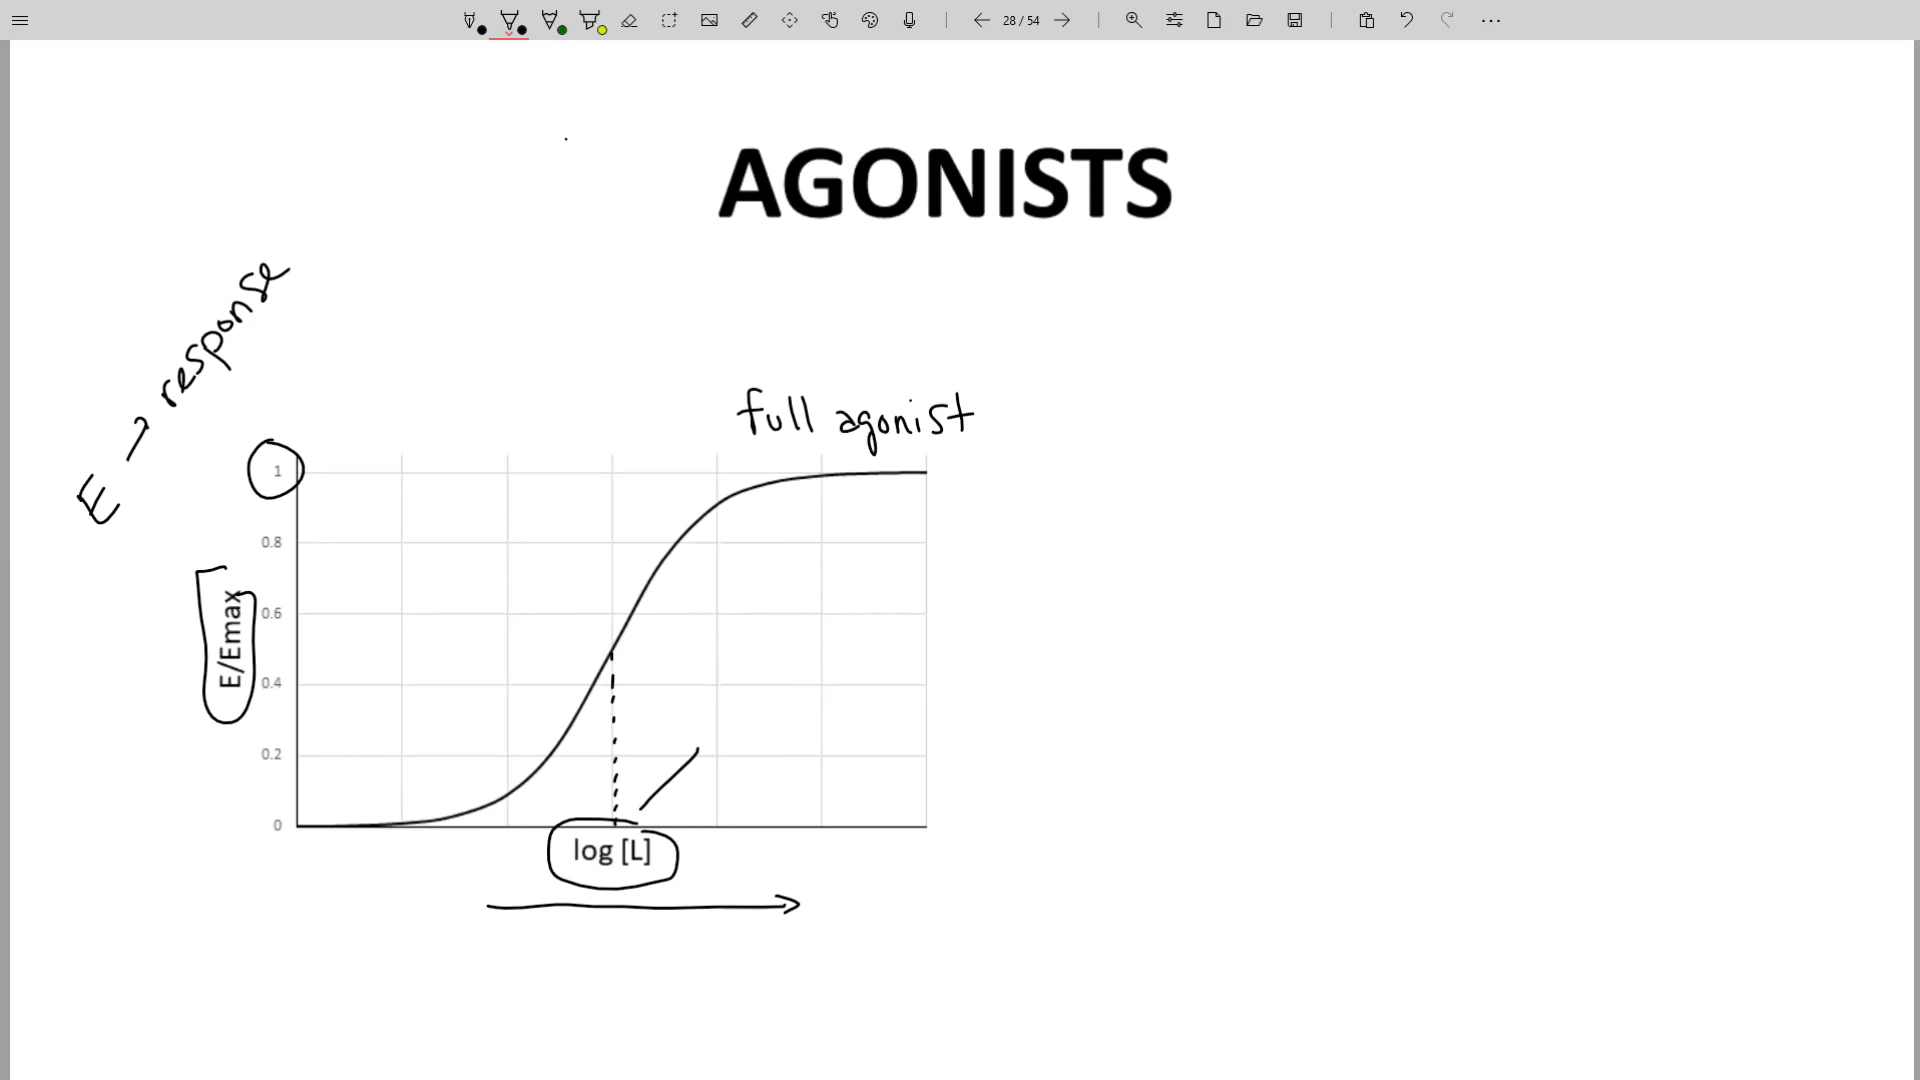 28 / 54
AGONISTS
E → response
full agonist
1
0.8
0.6
0.4
0.2
0
E/Emax
log [L]